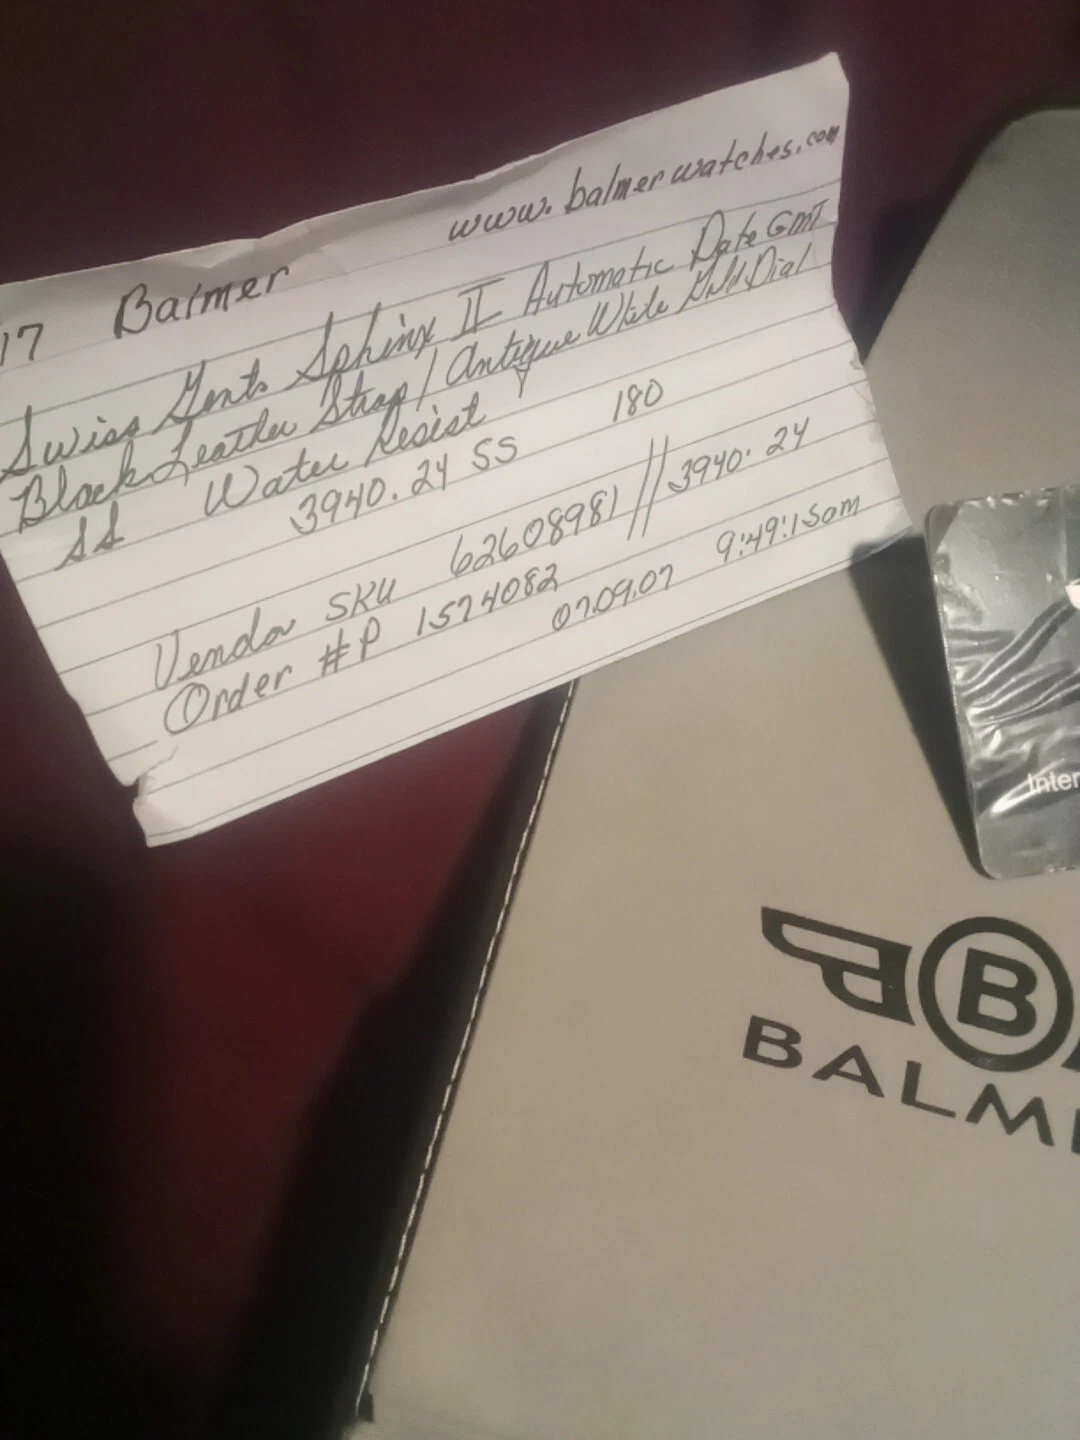 www.balmerwatches.com
17 Balmer
Swiss Gents Sphinx II Automatic Date GMT
Black Leather Strap / Antique White Gold Dial
SS Water Resist 180
3940.24 SS
Vendor SKU 62608981 // 3940.24
Order #P 1574082
07.09.07 9:49:15am
Inter
B
BALM